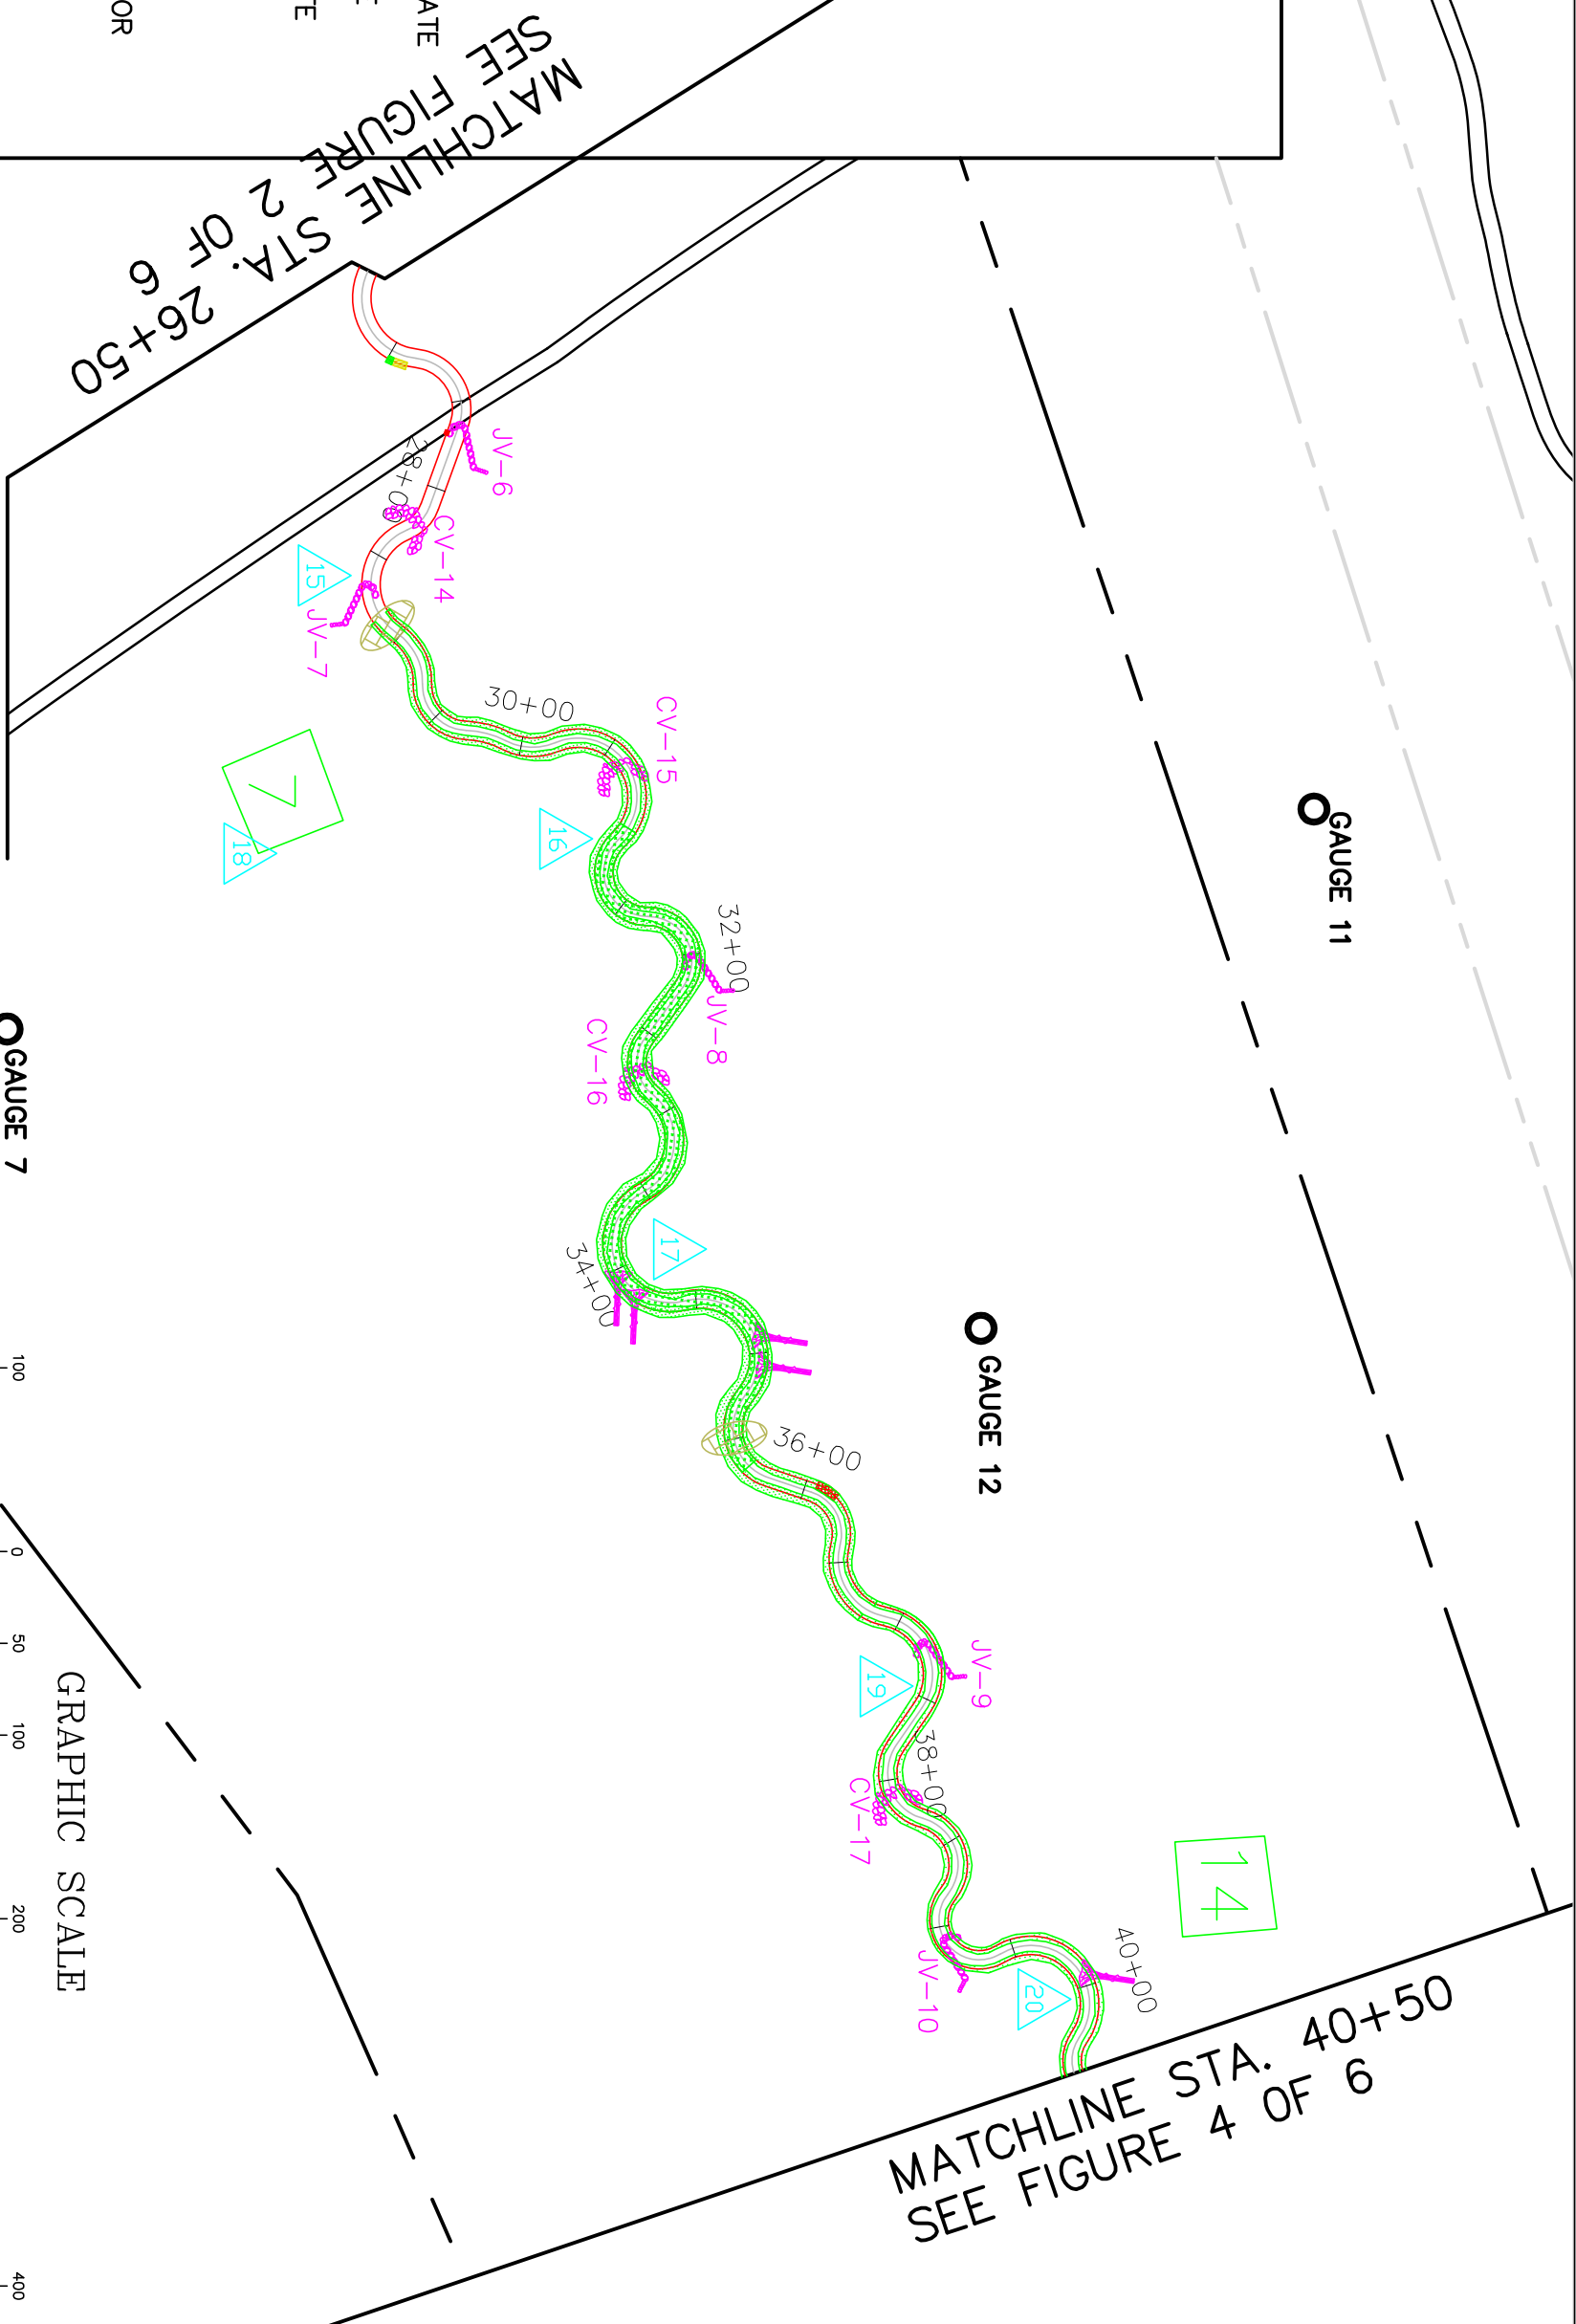 OR
TE
ATE
SEE FIGURE 2 OF 6
MATCHLINE STA. 26+50
JV-6
28+00
CV-14
15
JV-7
30+00
CV-15
7
18
16
GAUGE 11
32+00
JV-8
CV-16
GAUGE 7
17
34+00
GAUGE 12
36+00
JV-9
19
38+00
CV-17
14
JV-10
20
40+00
MATCHLINE STA. 40+50
SEE FIGURE 4 OF 6
GRAPHIC SCALE
100
0
50
100
200
400